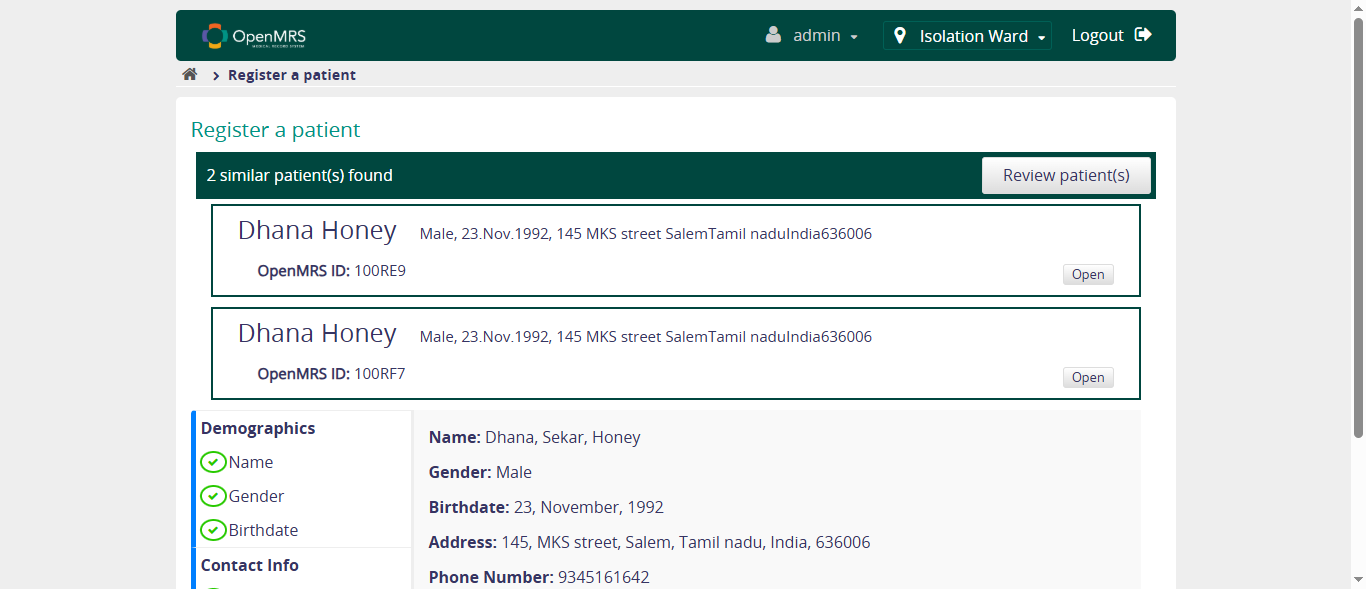 OpenMRS
MEDICAL RECORD SYSTEM
admin
Isolation Ward
Logout
Register a patient
Register a patient
2 similar patient(s) found
Review patient(s)
Dhana Honey Male, 23.Nov.1992, 145 MKS street SalemTamil naduIndia636006
OpenMRS ID: 100RE9
Open
Dhana Honey Male, 23.Nov.1992, 145 MKS street SalemTamil naduIndia636006
OpenMRS ID: 100RF7
Open
Demographics
Name
Gender
Birthdate
Contact Info
Name: Dhana, Sekar, Honey
Gender: Male
Birthdate: 23, November, 1992
Address: 145, MKS street, Salem, Tamil nadu, India, 636006
Phone Number: 9345161642